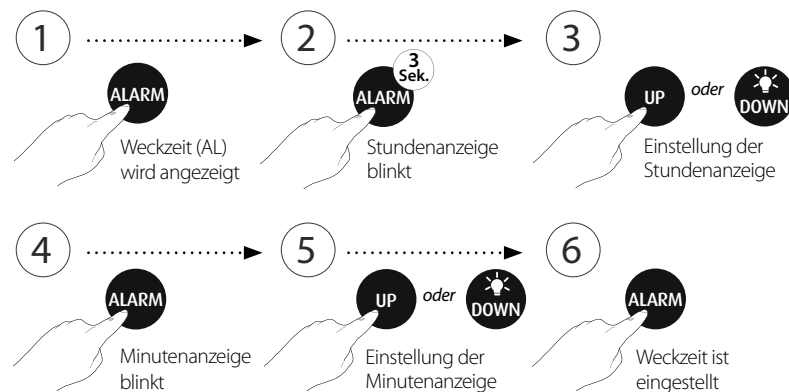 1
2
3
ALARM
3
Sek.
ALARM
UP
oder
DOWN
Weckzeit (AL)
wird angezeigt
Stundenanzeige
blinkt
Einstellung der
Stundenanzeige
4
5
6
ALARM
UP
oder
DOWN
ALARM
Minutenanzeige
blinkt
Einstellung der
Minutenanzeige
Weckzeit ist
eingestellt